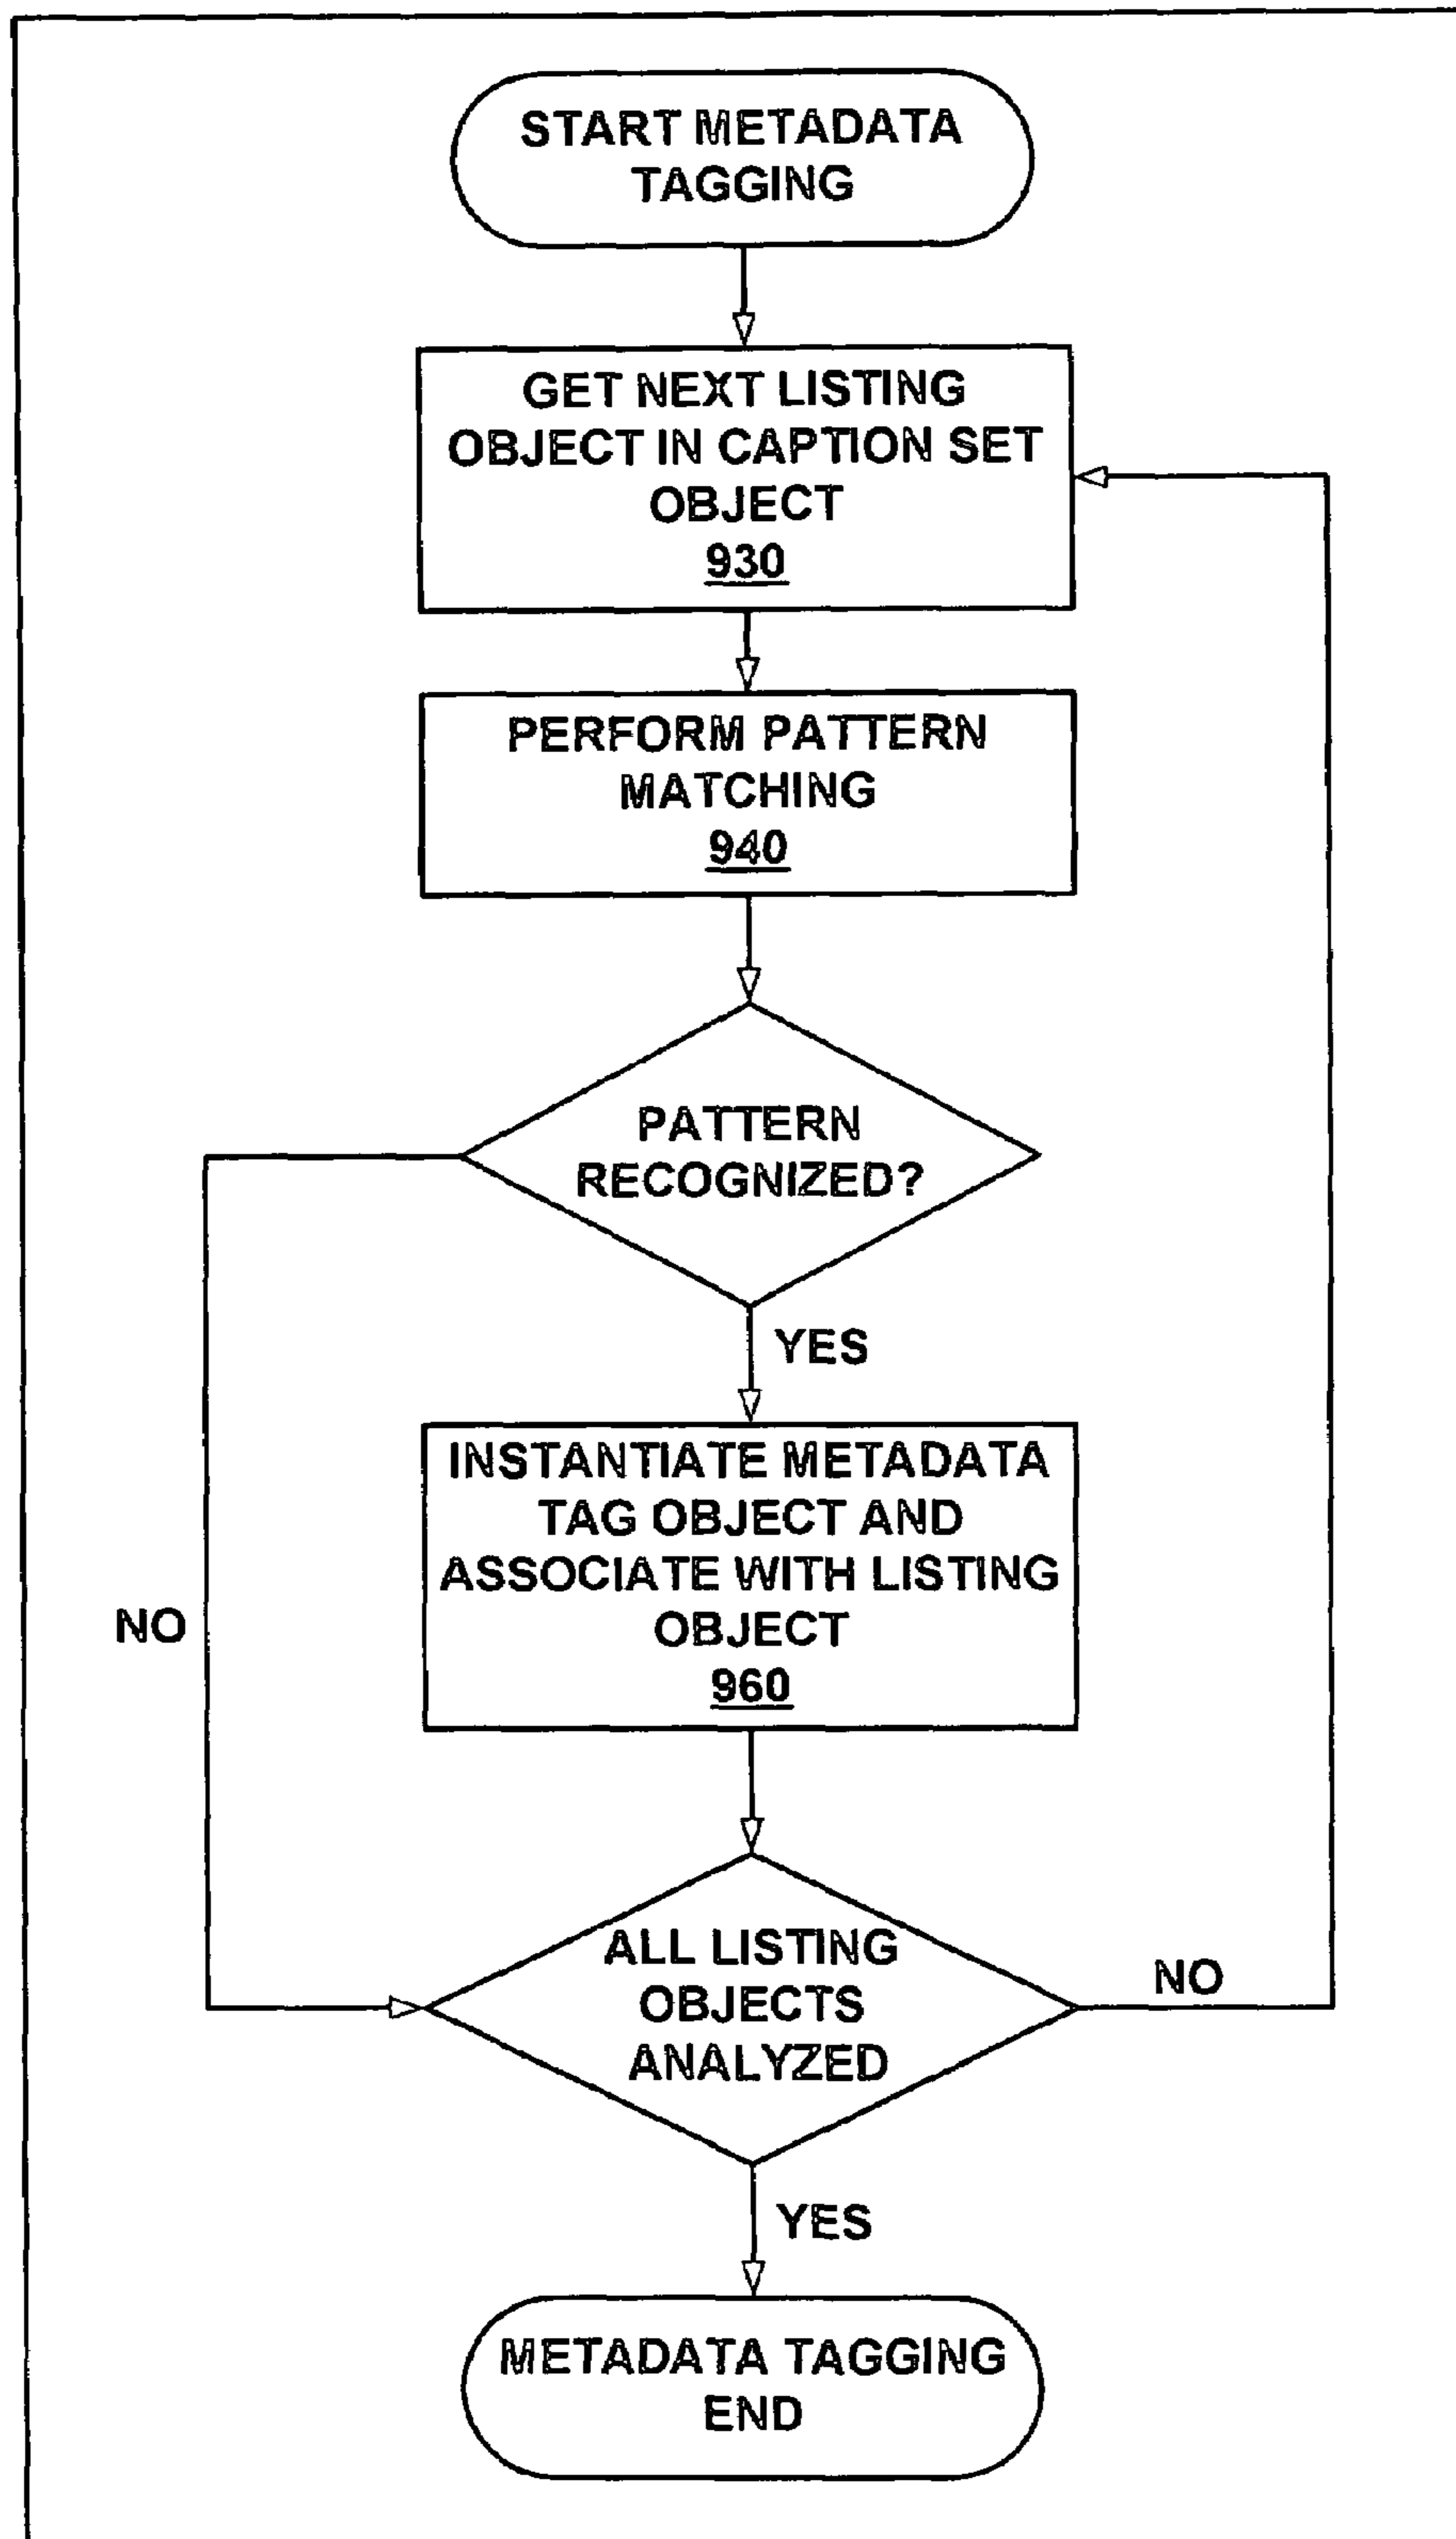 START METADATA
TAGGING
GET NEXT LISTING
OBJECT IN CAPTION SET
OBJECT
930
PERFORM PATTERN
MATCHING
940
PATTERN
RECOGNIZED?
YES
INSTANTIATE METADATA
TAG OBJECT AND
ASSOCIATE WITH LISTING
OBJECT
960
NO
ALL LISTING
OBJECTS
ANALYZED
NO
YES
METADATA TAGGING
END